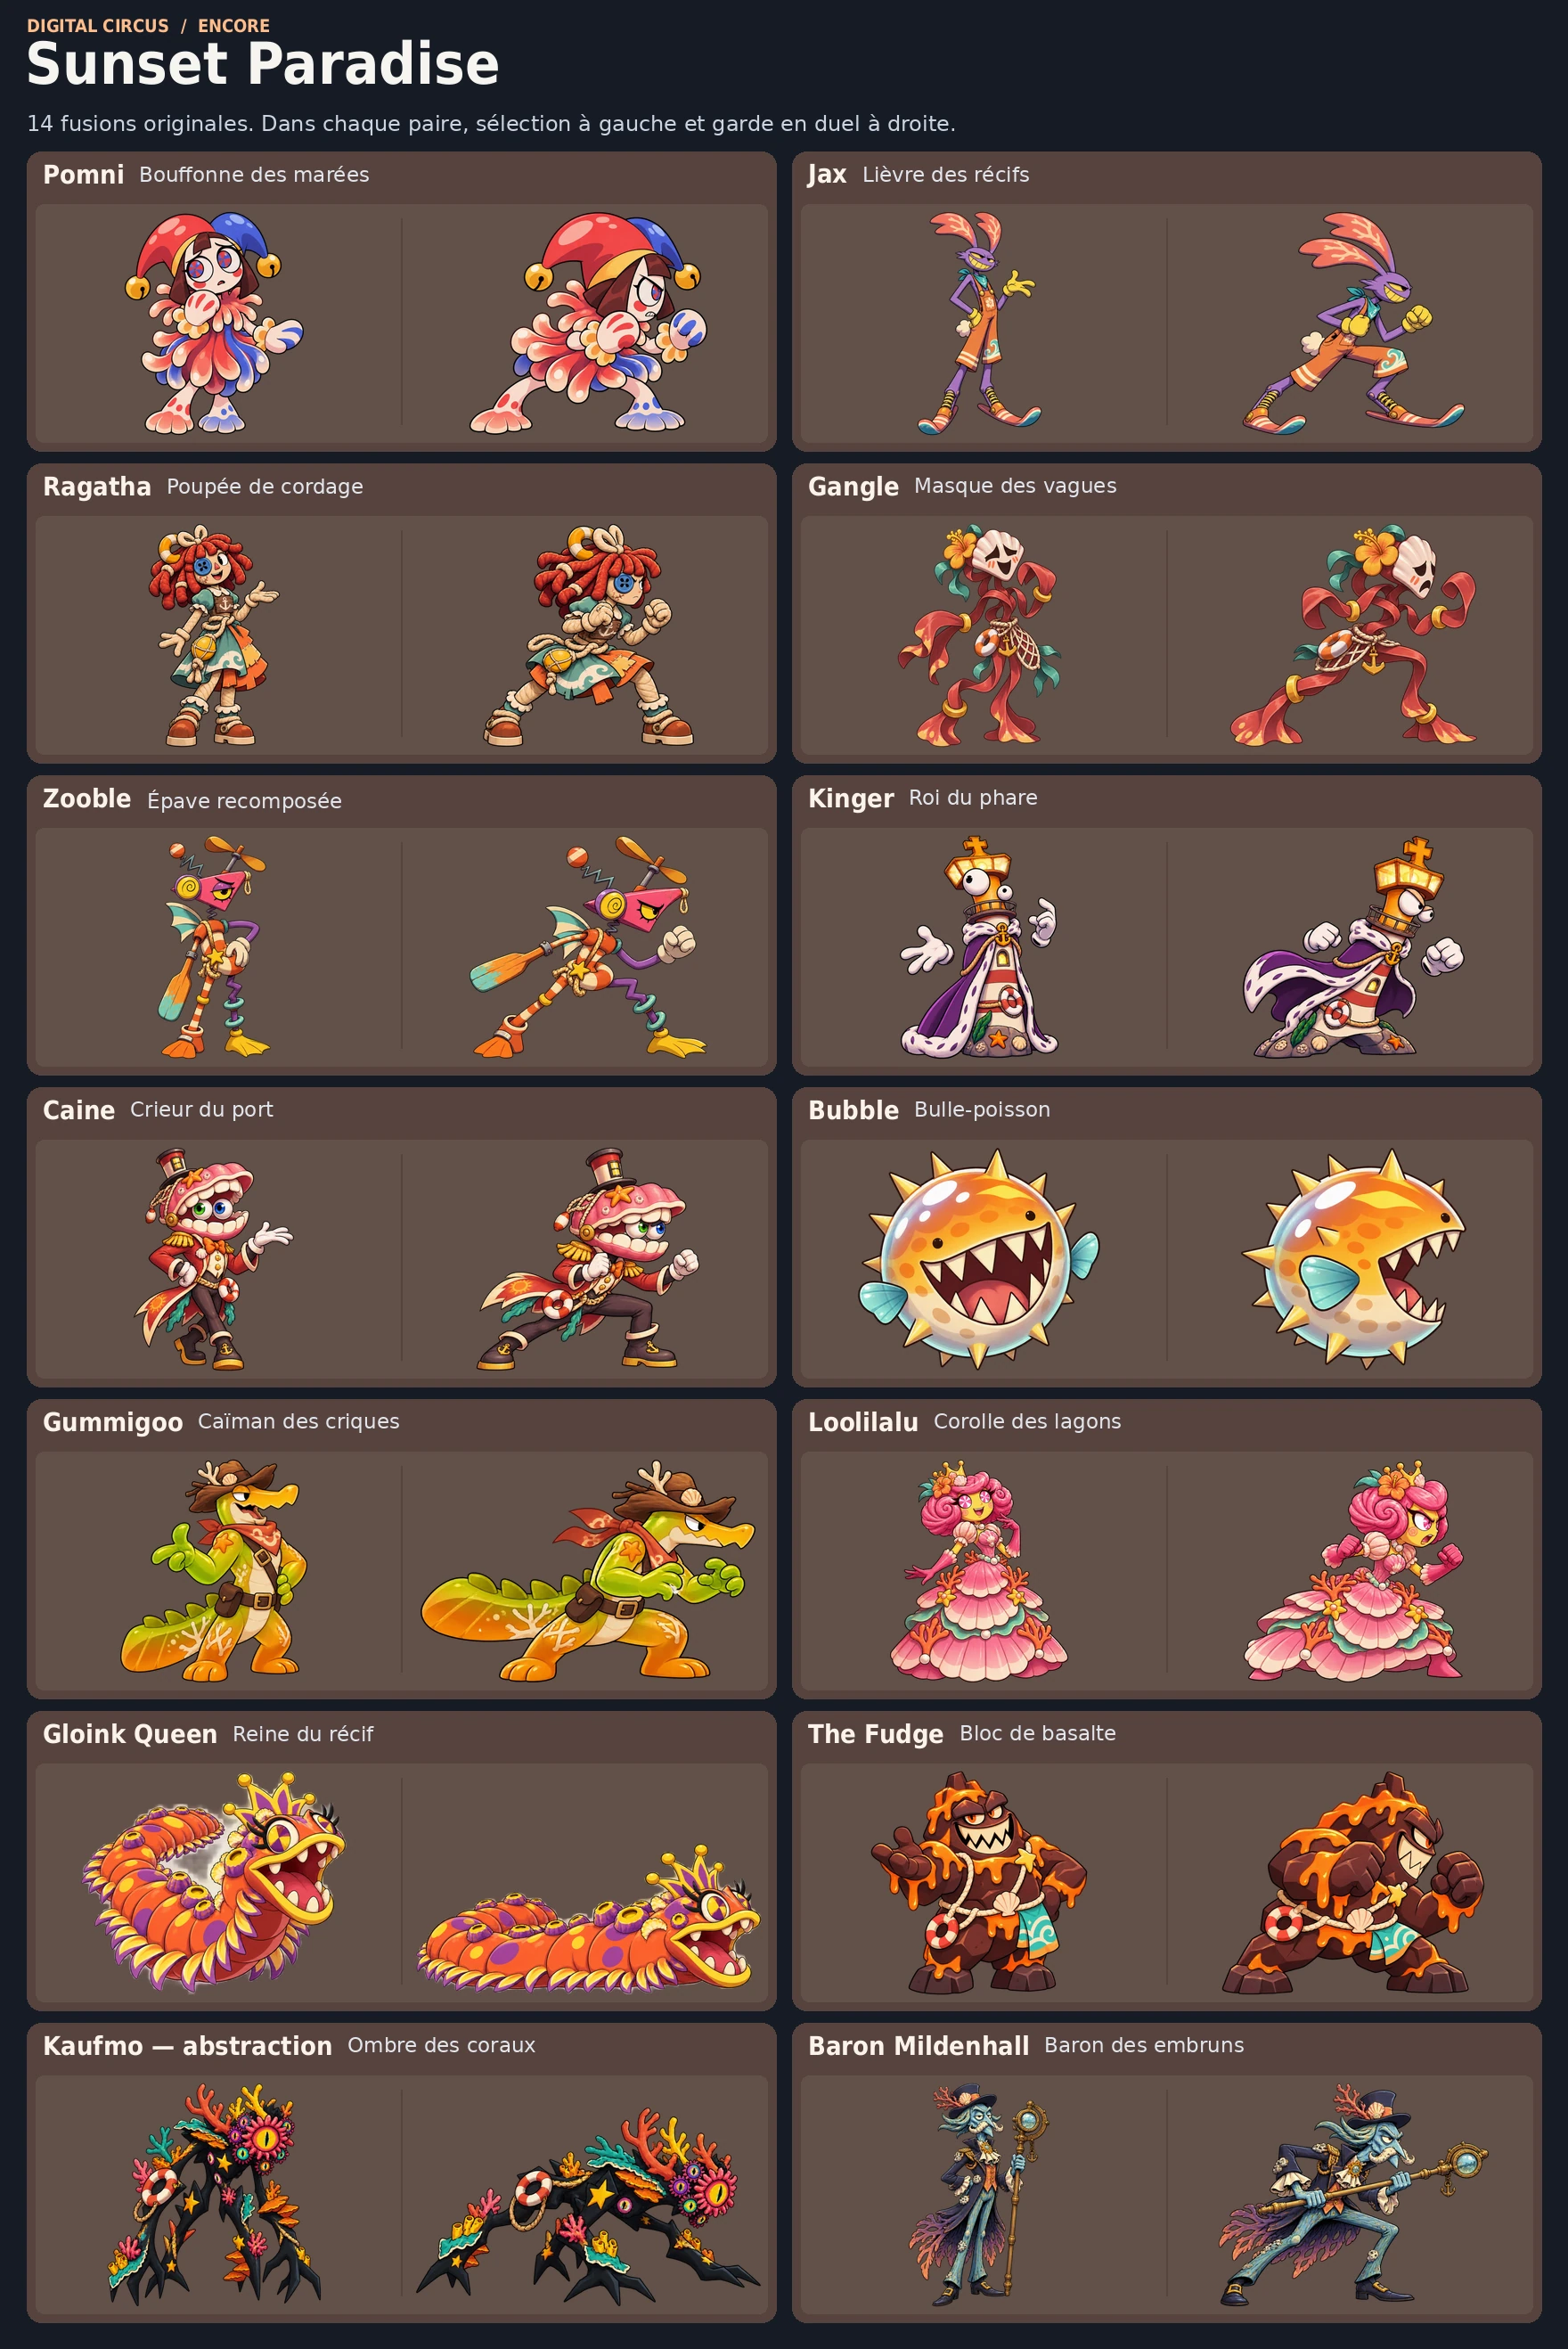 DIGITAL CIRCUS / ENCORE
Sunset Paradise
14 fusions originales. Dans chaque paire, sélection à gauche et garde en duel à droite.
Pomni Bouffonne des marées
Jax Lièvre des récifs
Ragatha Poupée de cordage
Gangle Masque des vagues
Zooble Épave recomposée
Kinger Roi du phare
Caine Crieur du port
Bubble Bulle-poisson
Gummigoo Caïman des criques
Loolilalu Corolle des lagons
Gloink Queen Reine du récif
The Fudge Bloc de basalte
Kaufmo — abstraction Ombre des coraux
Baron Mildenhall Baron des embruns